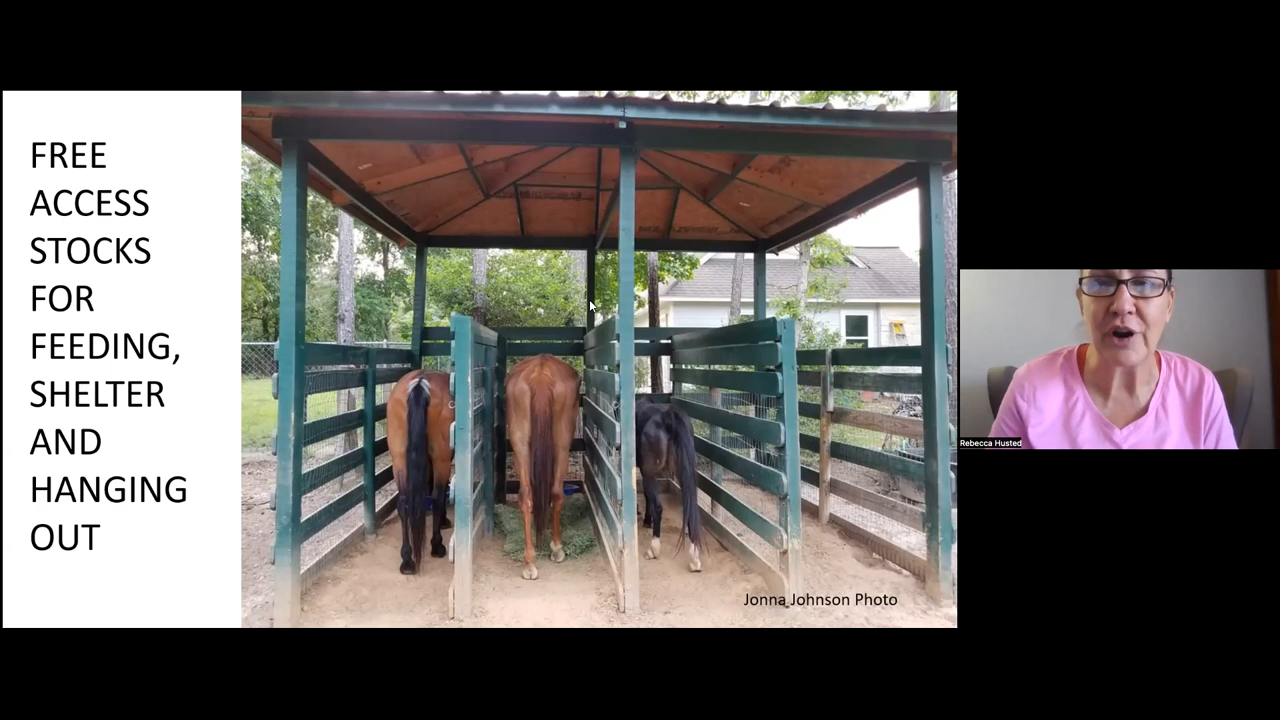 FREE
ACCESS
STOCKS
FOR
FEEDING,
SHELTER
AND
HANGING
OUT
Jonna Johnson Photo
Rebecca Husted